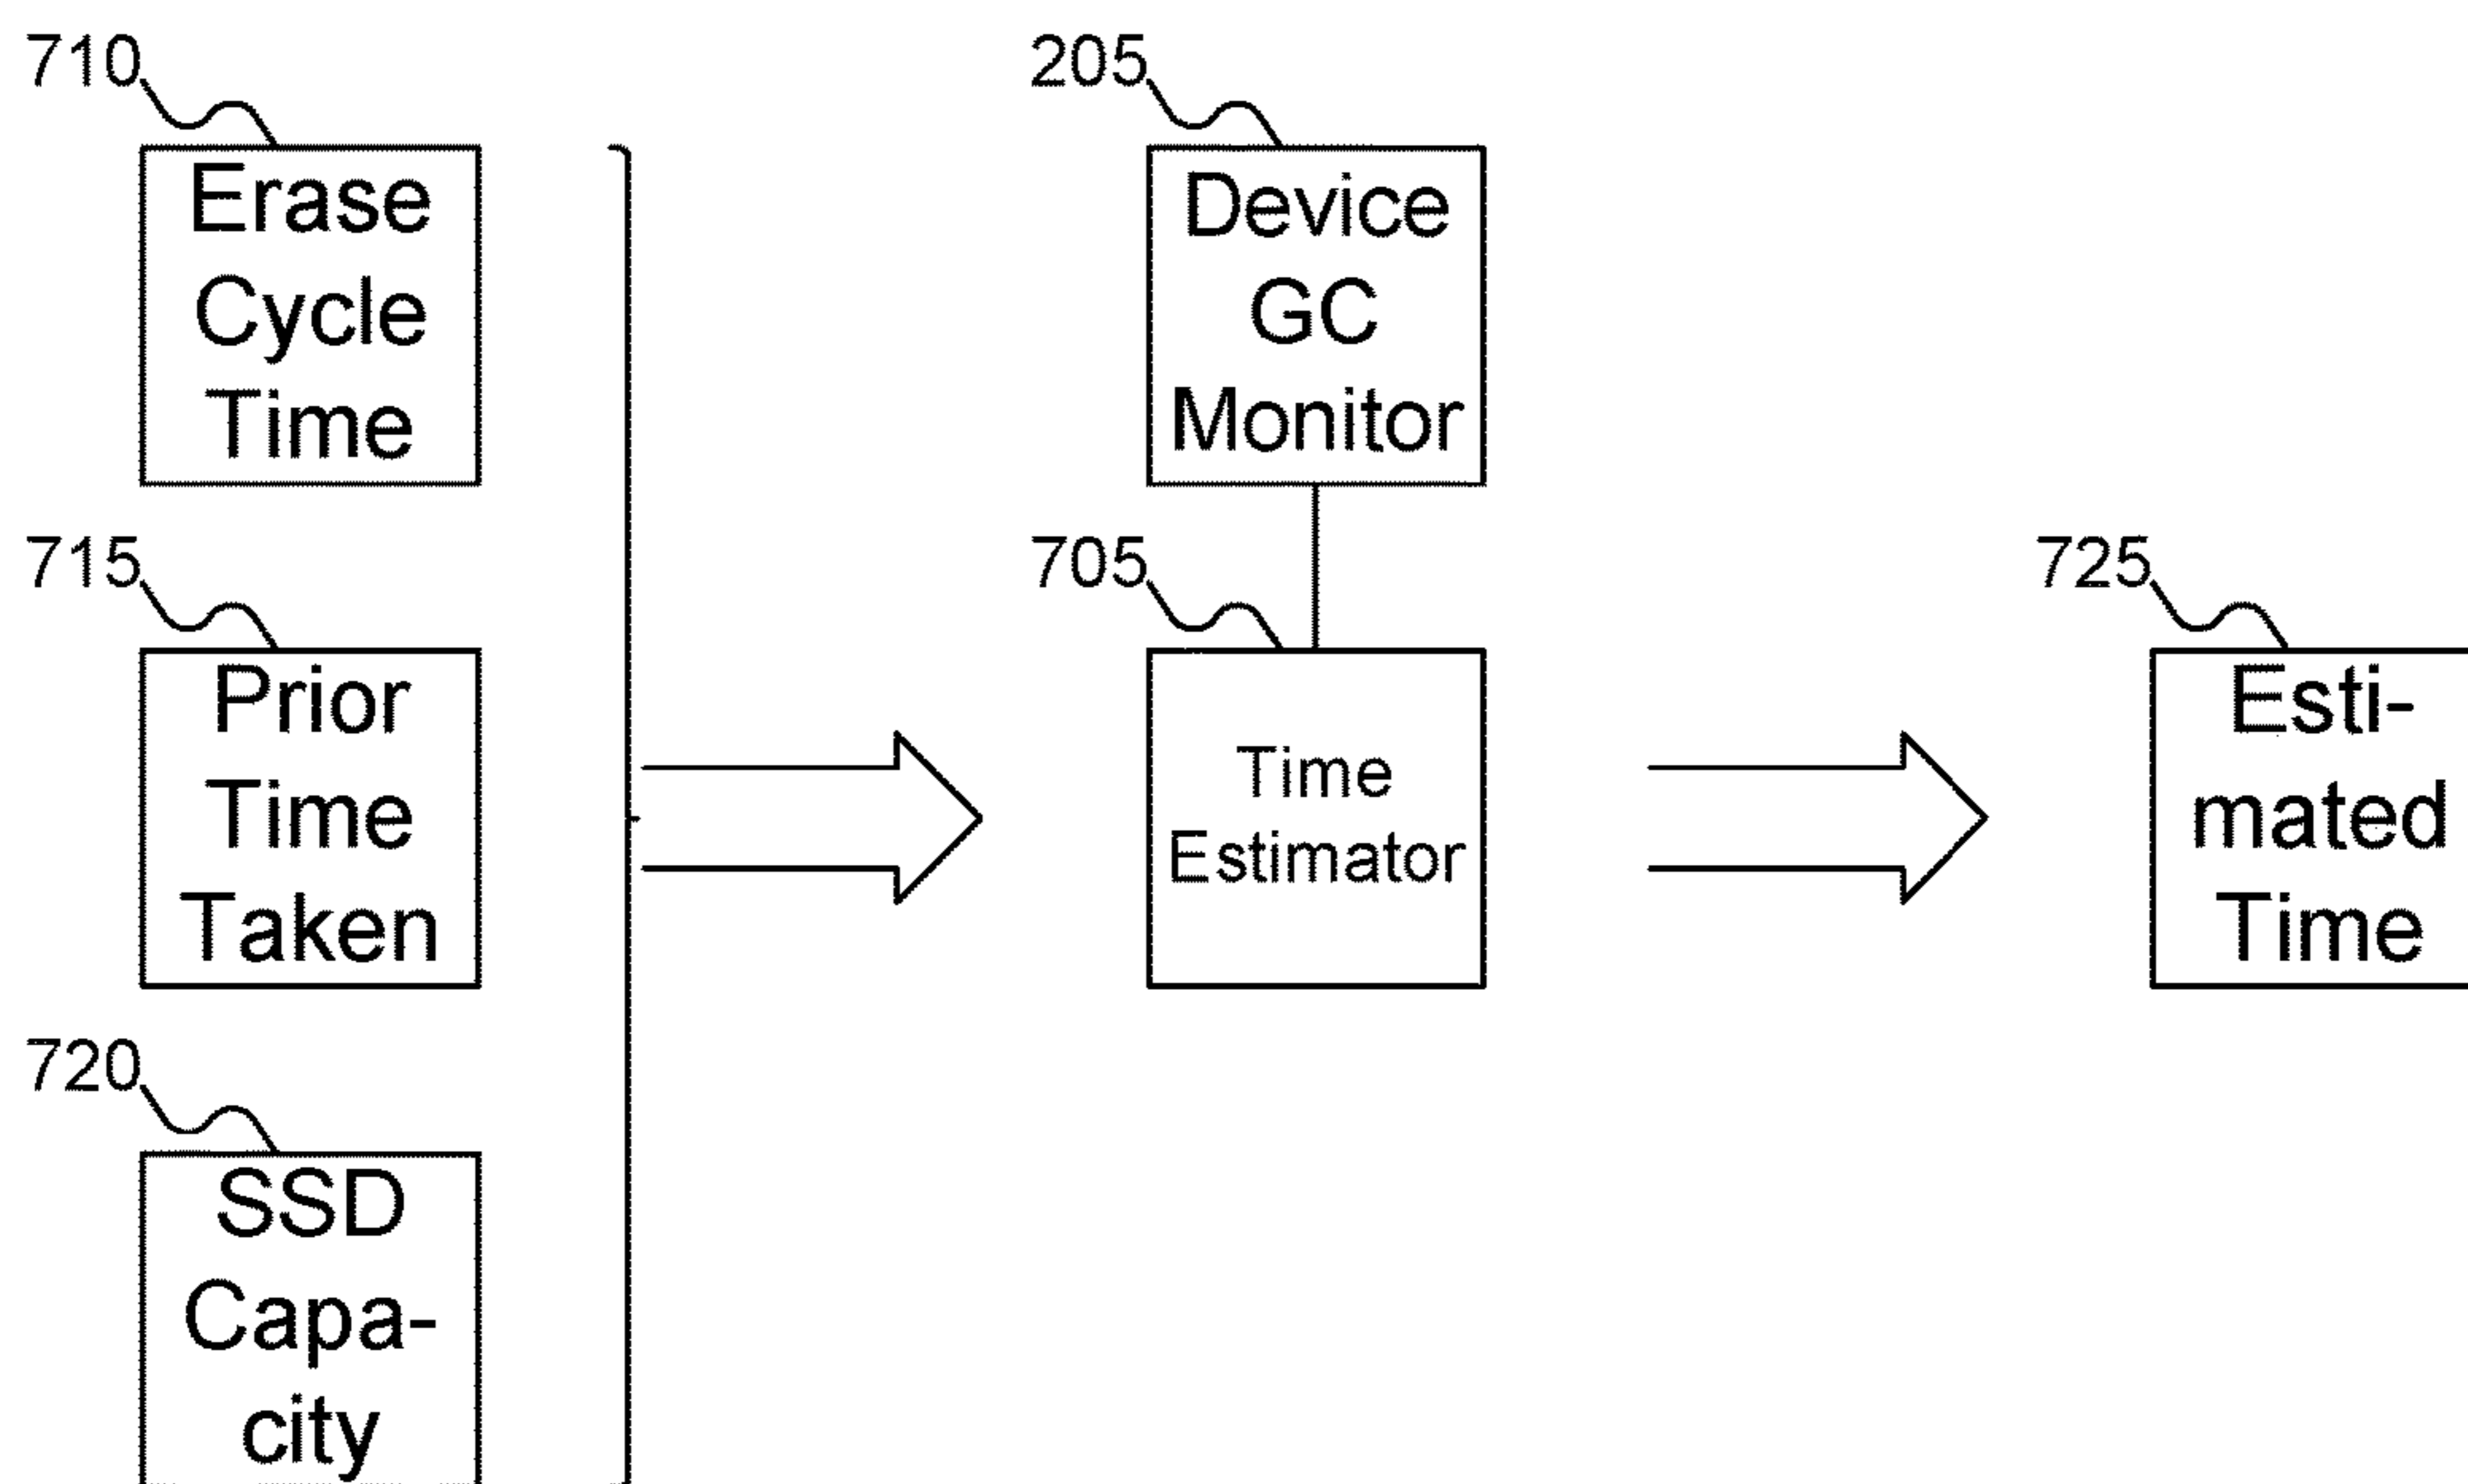 710
Erase
Cycle
Time
205
Device
GC
Monitor
715
Prior
Time
Taken
705
Time
Estimator
725
Esti-
mated
Time
720
SSD
Capa-
city